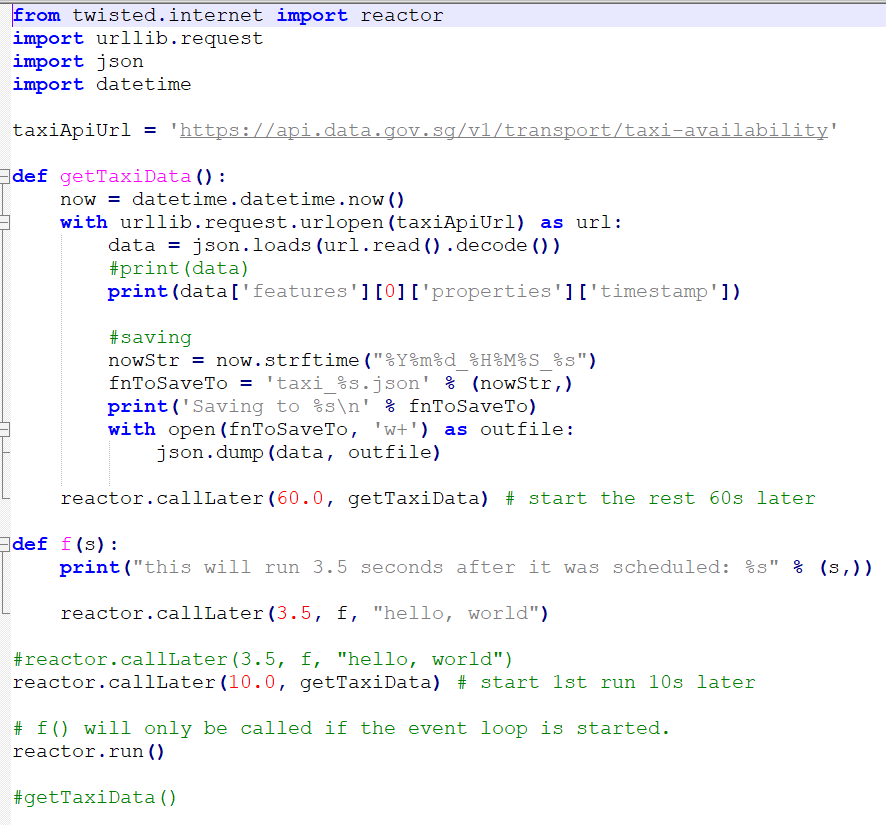 from twisted.internet import reactor
import urllib.request
import json
import datetime

taxiApiUrl = 'https://api.data.gov.sg/v1/transport/taxi-availability'

def getTaxiData():
    now = datetime.datetime.now()
    with urllib.request.urlopen(taxiApiUrl) as url:
        data = json.loads(url.read().decode())
        #print(data)
        print(data['features'][0]['properties']['timestamp'])

        #saving
        nowStr = now.strftime("%Y%m%d_%H%M%S_%s")
        fnToSaveTo = 'taxi_%s.json' % (nowStr,)
        print('Saving to %s\n' % fnToSaveTo)
        with open(fnToSaveTo, 'w+') as outfile:
            json.dump(data, outfile)

    reactor.callLater(60.0, getTaxiData) # start the rest 60s later

def f(s):
    print("this will run 3.5 seconds after it was scheduled: %s" % (s,))

    reactor.callLater(3.5, f, "hello, world")

#reactor.callLater(3.5, f, "hello, world")
reactor.callLater(10.0, getTaxiData) # start 1st run 10s later

# f() will only be called if the event loop is started.
reactor.run()

#getTaxiData()